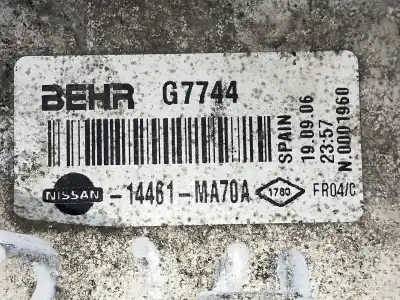 BEHR G7744
NISSAN -14461-MA70A 1780 FR04/C
SPAIN
19.09.06
23:57
N 0001960